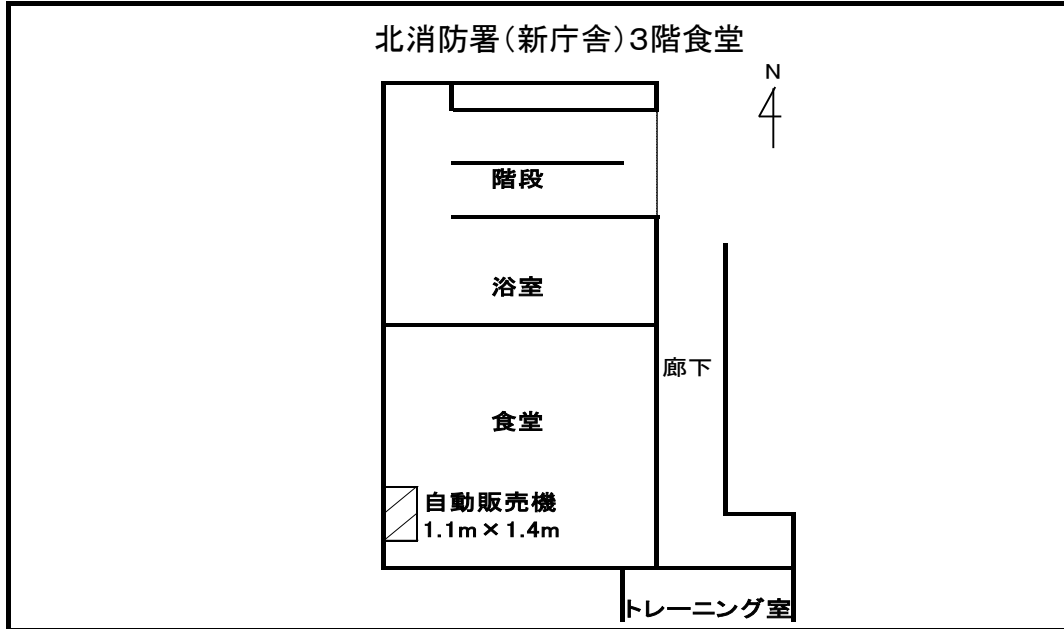 北消防署(新庁舎)3階食堂
N
階段
浴室
廊下
食堂
自動販売機
1.1m×1.4m
トレーニング室